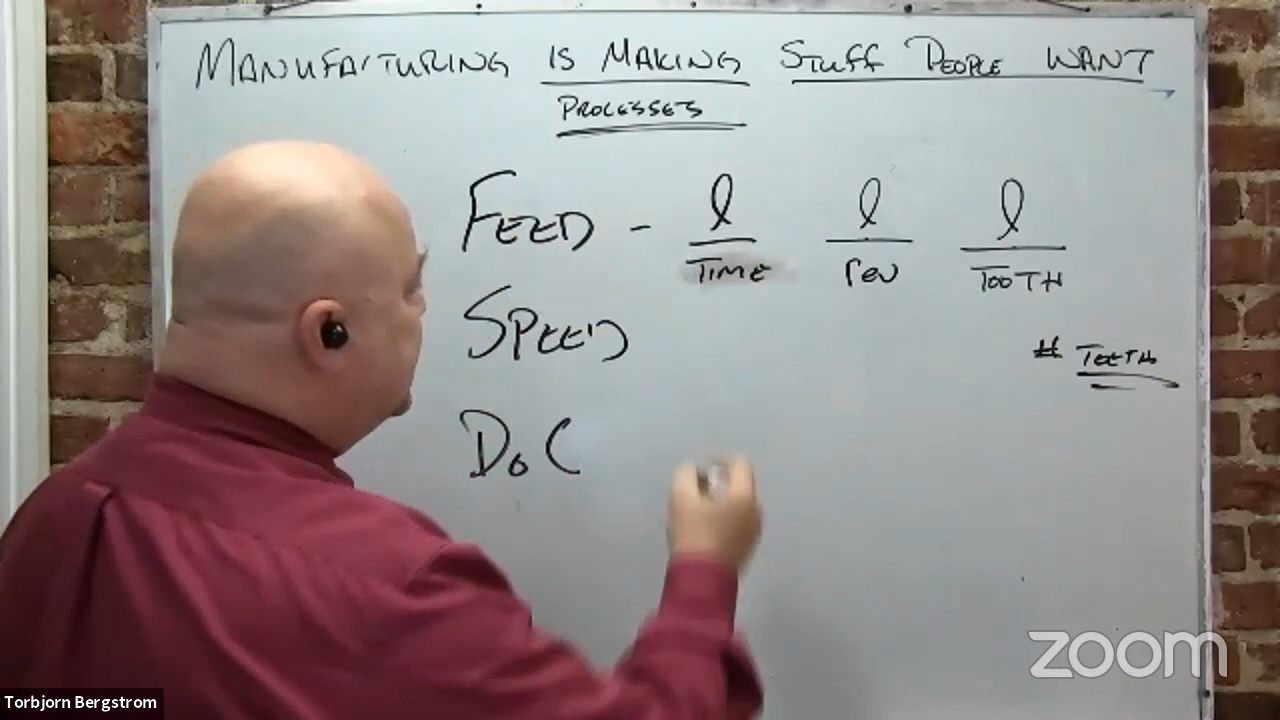 MANUFACTURING IS MAKING STUFF PEOPLE WANT
PROCESSES
FEED - l/TIME l/rev l/TOOTH
SPEED
# TEETH
DoC
zoom
Torbjorn Bergstrom